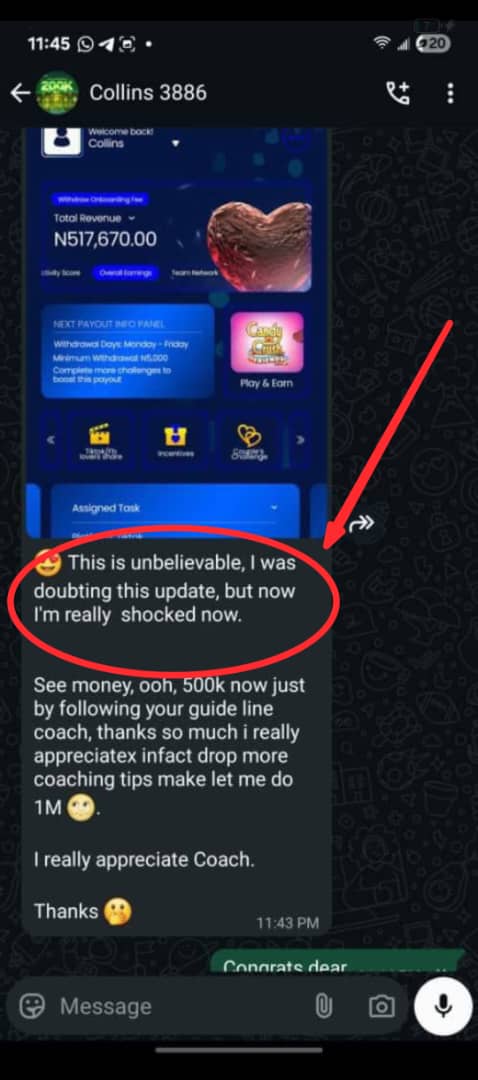 11:45
20
Collins 3886
Welcome back!
Collins
Withdraw Onboarding Fee
Total Revenue
N517,670.00
ctivity Score Overall Earnings Team Network
NEXT PAYOUT INFO PANEL
Withdrawal Days: Monday - Friday
Minimum Withdrawal: N5,000
Complete more challenges to
boost this payout
Candy
Crush
FRIENDS
Play & Earn
lovers share
Incentives
Couple's
Challenge
Assigned Task
This is unbelievable, I was
doubting this update, but now
I'm really shocked now.
See money, ooh, 500k now just
by following your guide line
coach, thanks so much i really
appreciatex infact drop more
coaching tips make let me do
1M 🙄.
I really appreciate Coach.
Thanks 🤭
11:43 PM
Congrats dear
Message